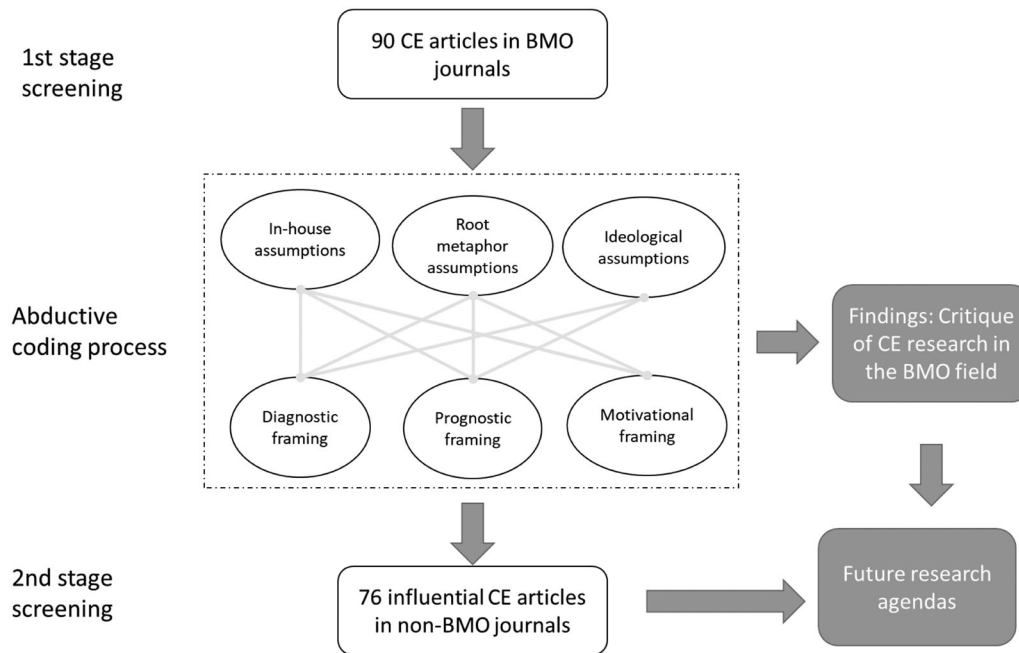 1st stage
screening
90 CE articles in BMO
journals
In-house
assumptions
Root
metaphor
assumptions
Ideological
assumptions
Abductive
coding process
Diagnostic
framing
Prognostic
framing
Motivational
framing
Findings: Critique
of CE research in
the BMO field
2nd stage
screening
76 influential CE articles
in non-BMO journals
Future research
agendas